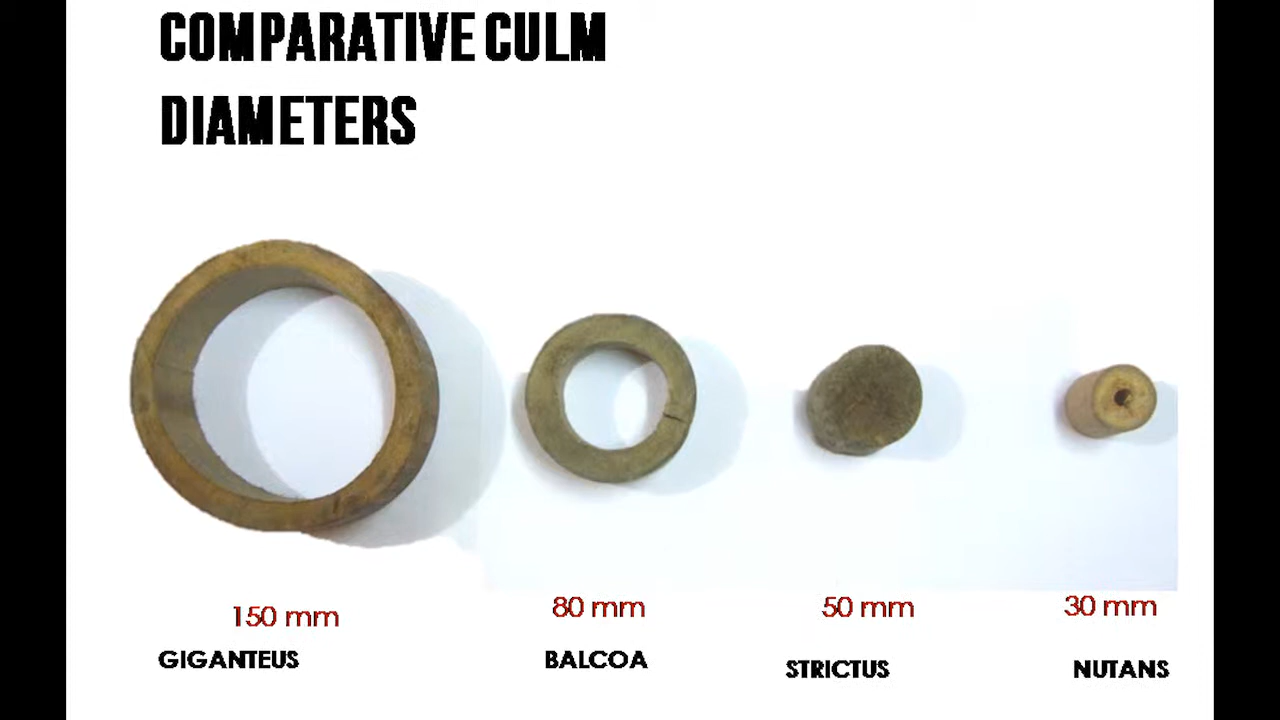 COMPARATIVE CULM
DIAMETERS
150 mm
80 mm
50 mm
30 mm
GIGANTEUS
BALCOA
STRICTUS
NUTANS